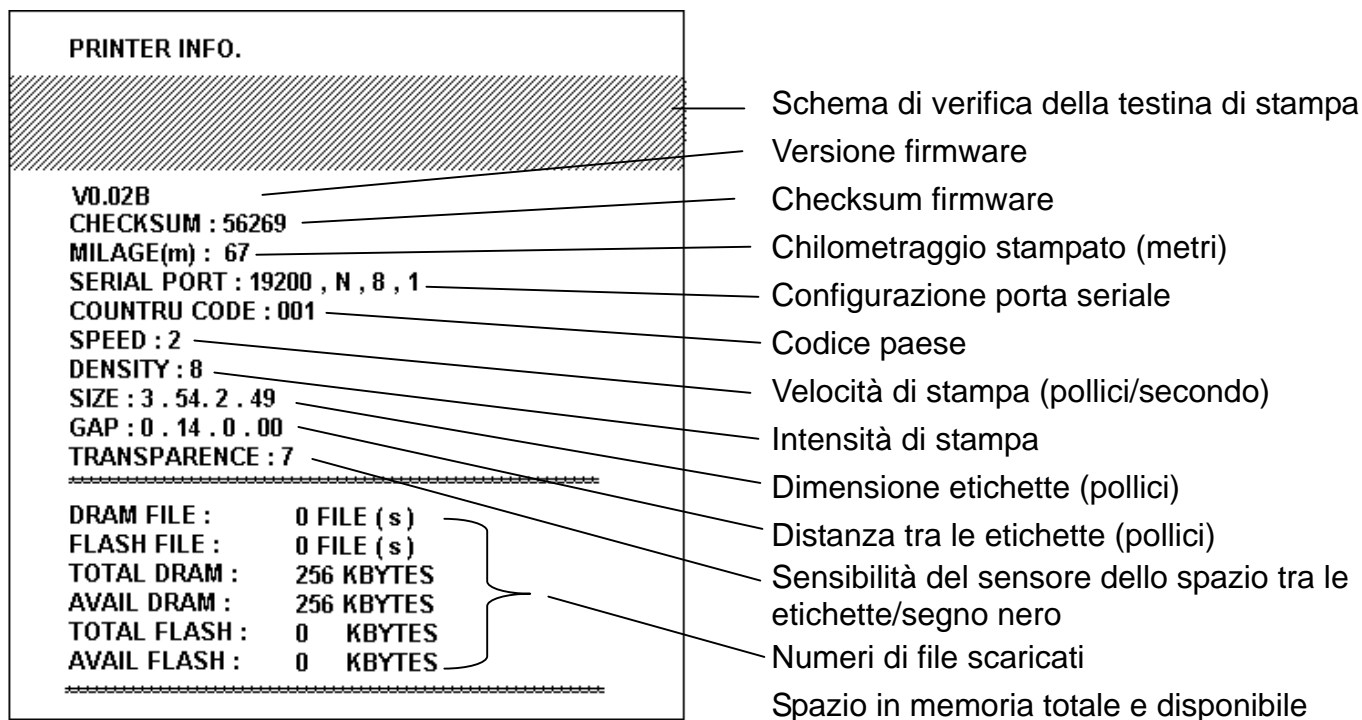 PRINTER INFO.
V0.02B
CHECKSUM : 56269
MILAGE(m) : 67
SERIAL PORT : 19200 , N , 8 , 1
COUNTRU CODE : 001
SPEED : 2
DENSITY : 8
SIZE : 3 . 54. 2 . 49
GAP : 0 . 14 . 0 . 00
TRANSPARENCE : 7
DRAM FILE : 0 FILE ( s )
FLASH FILE : 0 FILE ( s )
TOTAL DRAM : 256 KBYTES
AVAIL DRAM : 256 KBYTES
TOTAL FLASH : 0 KBYTES
AVAIL FLASH : 0 KBYTES
Schema di verifica della testina di stampa
Versione firmware
Checksum firmware
Chilometraggio stampato (metri)
Configurazione porta seriale
Codice paese
Velocità di stampa (pollici/secondo)
Intensità di stampa
Dimensione etichette (pollici)
Distanza tra le etichette (pollici)
Sensibilità del sensore dello spazio tra le
etichette/segno nero
Numeri di file scaricati
Spazio in memoria totale e disponibile